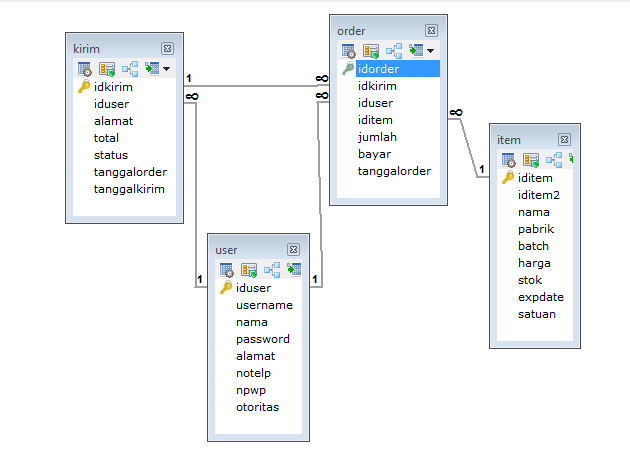 kirim
idkirim
iduser
alamat
total
status
tanggalorder
tanggalkirim
order
idorder
idkirim
iduser
iditem
jumlah
bayar
tanggalorder
item
iditem
iditem2
nama
pabrik
batch
harga
stok
expdate
satuan
user
iduser
username
nama
password
alamat
notelp
npwp
otoritas
1
∞
∞
∞
∞
1
1
1